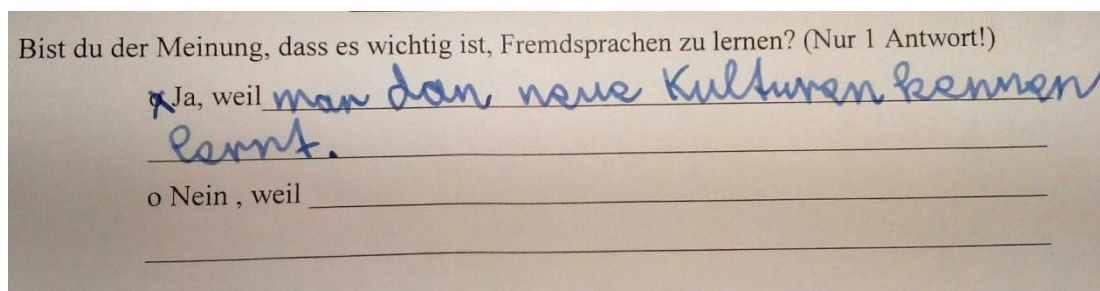 Bist du der Meinung, dass es wichtig ist, Fremdsprachen zu lernen? (Nur 1 Antwort!)
x Ja, weil man dan neue Kulturen kennen
lernt.
o Nein , weil